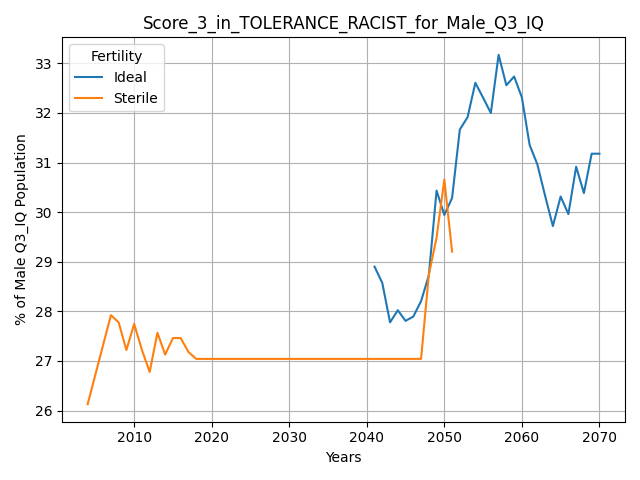 Score_3_in_TOLERANCE_RACIST_for_Male_Q3_IQ
Fertility
Ideal
Sterile
% of Male Q3_IQ Population
33
32
31
30
29
28
27
26
2010
2020
2030
2040
2050
2060
2070
Years